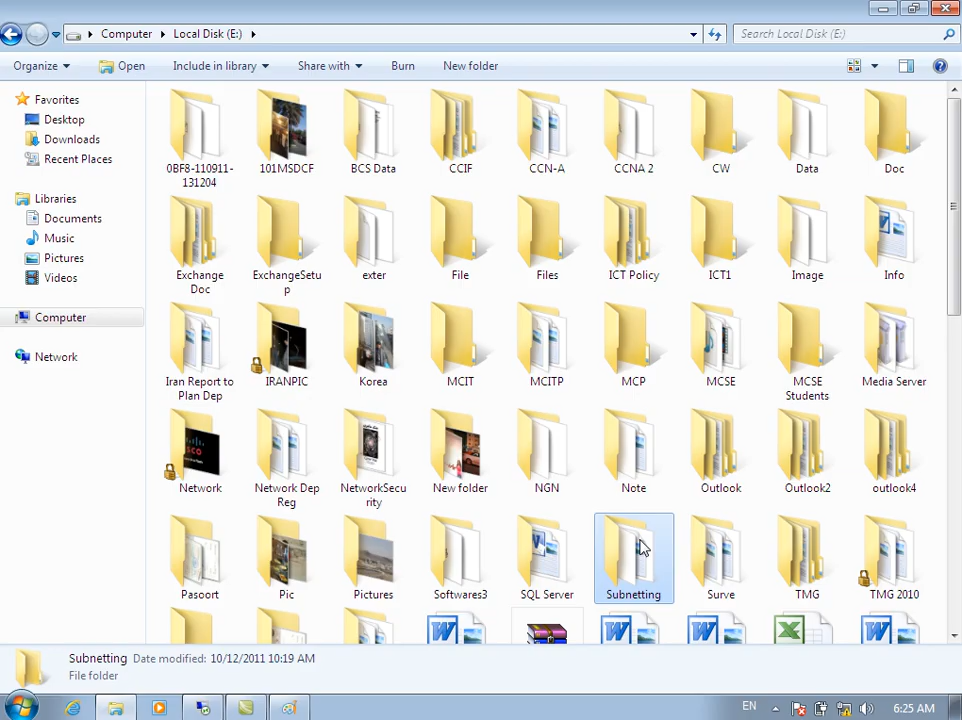 Computer
Local Disk (E:)
Search Local Disk (E:)
Organize
Open
Include in library
Share with
Burn
New folder
Favorites
Desktop
Downloads
Recent Places
Libraries
Documents
Music
Pictures
Videos
Computer
Network
0BF8-110911-
131204
101MSDCF
BCS Data
CCIF
CCN-A
CCNA 2
CW
Data
Doc
Exchange
Doc
ExchangeSetu
p
exter
File
Files
ICT Policy
ICT1
Image
Info
Iran Report to
Plan Dep
IRANPIC
Korea
MCIT
MCITP
MCP
MCSE
MCSE
Students
Media Server
Network
Network Dep
Reg
NetworkSecu
rity
New folder
NGN
Note
Outlook
Outlook2
outlook4
Pasoort
Pic
Pictures
Softwares3
SQL Server
Subnetting
Surve
TMG
TMG 2010
Subnetting
Date modified: 10/12/2011 10:19 AM
File folder
EN
6:25 AM